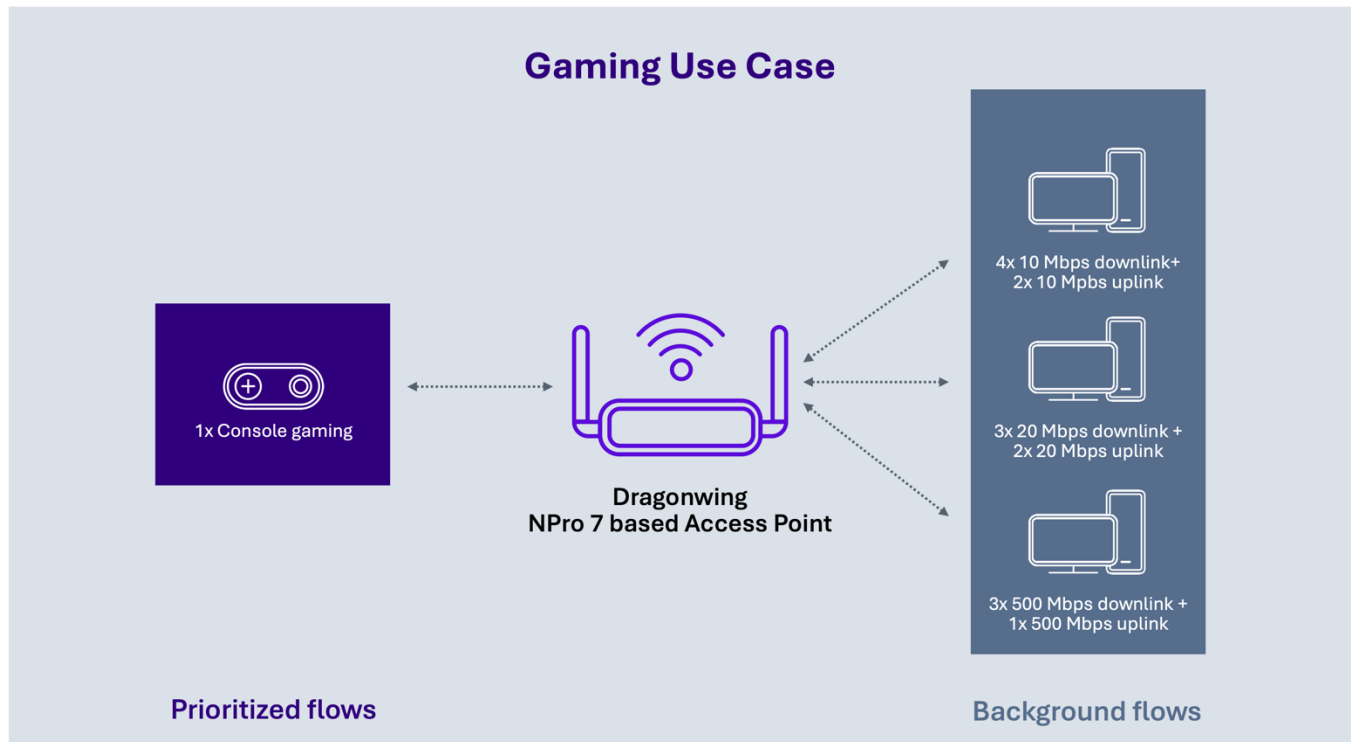 Gaming Use Case
1x Console gaming
Dragonwing
NPro 7 based Access Point
4x 10 Mbps downlink+
2x 10 Mpbs uplink
3x 20 Mbps downlink +
2x 20 Mbps uplink
3x 500 Mbps downlink +
1x 500 Mbps uplink
Prioritized flows
Background flows